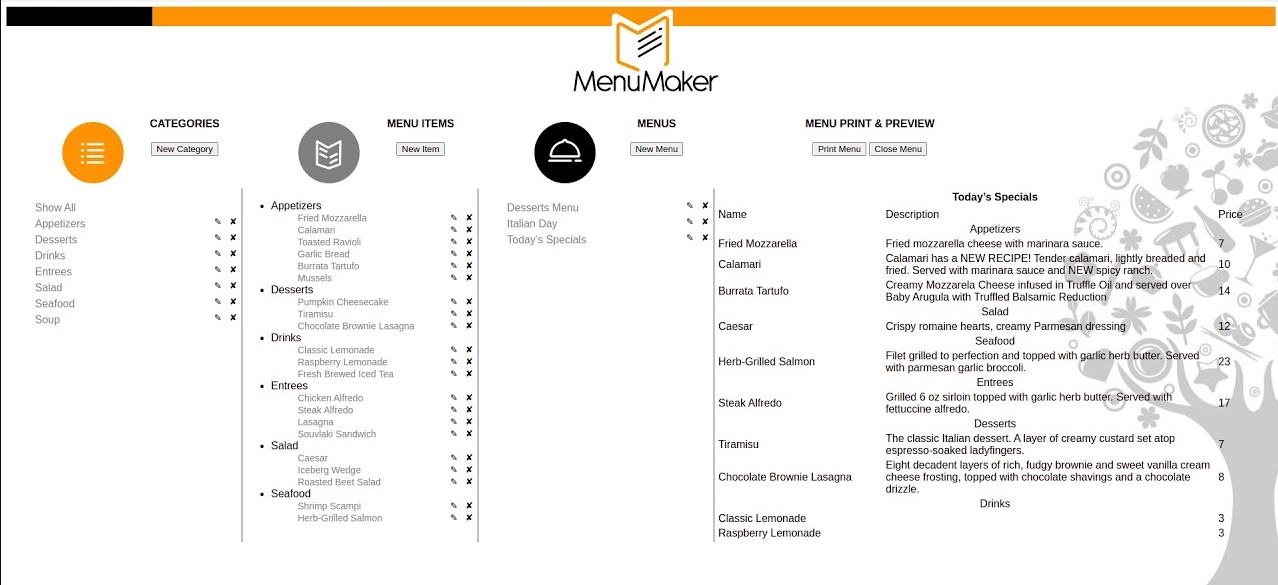 MenuMaker
CATEGORIES
New Category
Show All
Appetizers
Desserts
Drinks
Entrees
Salad
Seafood
Soup
MENU ITEMS
New Item
Appetizers
Fried Mozzarella
Calamari
Toasted Ravioli
Garlic Bread
Burrata Tartufo
Mussels
Desserts
Pumpkin Cheesecake
Tiramisu
Chocolate Brownie Lasagna
Drinks
Classic Lemonade
Raspberry Lemonade
Fresh Brewed Iced Tea
Entrees
Chicken Alfredo
Steak Alfredo
Lasagna
Souvlaki Sandwich
Salad
Caesar
Iceberg Wedge
Roasted Beet Salad
Seafood
Shrimp Scampi
Herb-Grilled Salmon
MENUS
New Menu
Desserts Menu
Italian Day
Today's Specials
MENU PRINT & PREVIEW
Print Menu Close Menu
Today's Specials
Name Description Price
Appetizers
Fried Mozzarella Fried mozzarella cheese with marinara sauce. 7
Calamari Calamari has a NEW RECIPE! Tender calamari, lightly breaded and 10
fried. Served with marinara sauce and NEW spicy ranch.
Burrata Tartufo Creamy Mozzarela Cheese infused in Truffle Oil and served over 14
Baby Arugula with Truffled Balsamic Reduction
Salad
Caesar Crispy romaine hearts, creamy Parmesan dressing 12
Seafood
Herb-Grilled Salmon Filet grilled to perfection and topped with garlic herb butter. Served 23
with parmesan garlic broccoli.
Entrees
Steak Alfredo Grilled 6 oz sirloin topped with garlic herb butter. Served with 17
fettuccine alfredo.
Desserts
Tiramisu The classic Italian dessert. A layer of creamy custard set atop 7
espresso-soaked ladyfingers.
Chocolate Brownie Lasagna Eight decadent layers of rich, fudgy brownie and sweet vanilla cream 8
cheese frosting, topped with chocolate shavings and a chocolate
drizzle.
Drinks
Classic Lemonade 3
Raspberry Lemonade 3